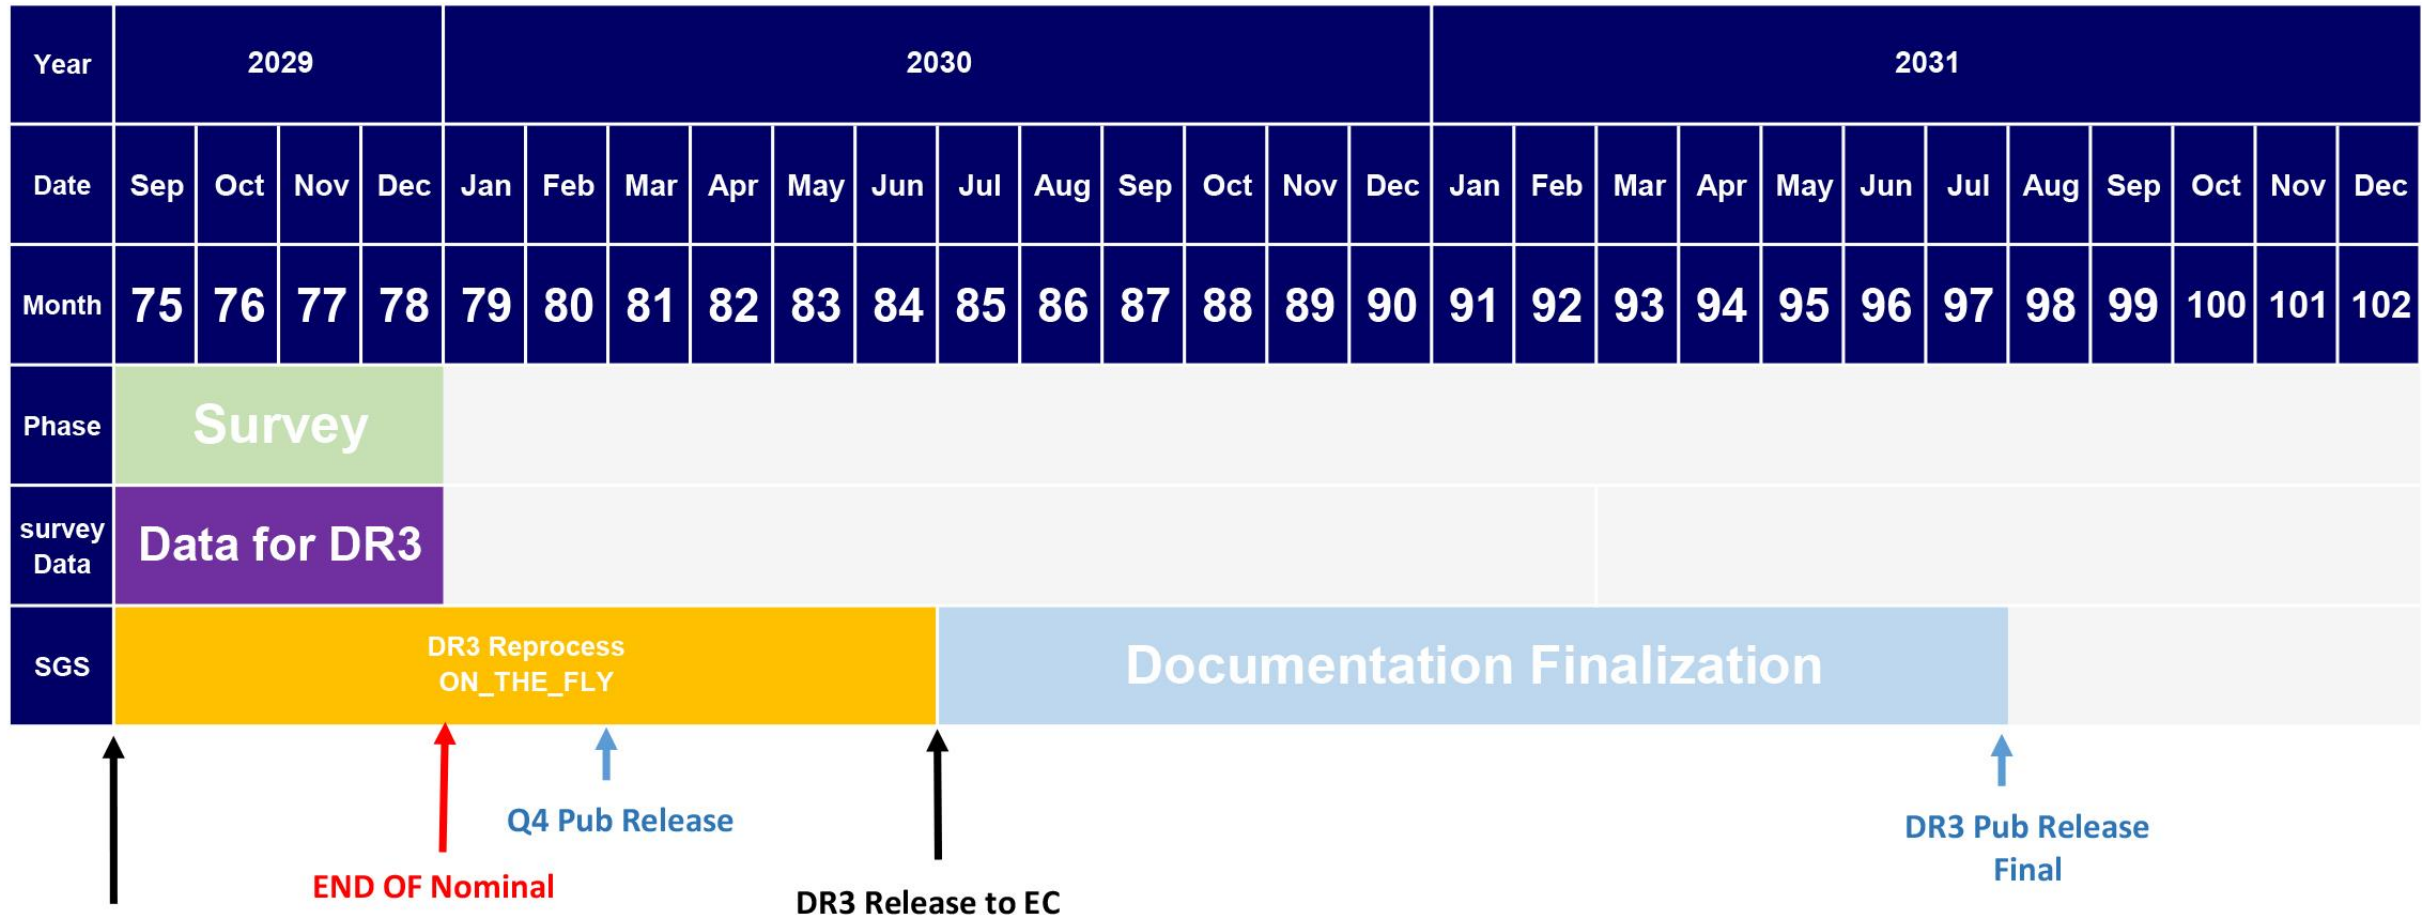 Year 2029 2030 2031
Date Sep Oct Nov Dec Jan Feb Mar Apr May Jun Jul Aug Sep Oct Nov Dec Jan Feb Mar Apr May Jun Jul Aug Sep Oct Nov Dec
Month 75 76 77 78 79 80 81 82 83 84 85 86 87 88 89 90 91 92 93 94 95 96 97 98 99 100 101 102
Phase Survey
survey
Data
Data for DR3
SGS
DR3 Reprocess
ON_THE_FLY
Documentation Finalization
Q4 Pub Release
END OF Nominal
DR3 Release to EC
DR3 Pub Release
Final